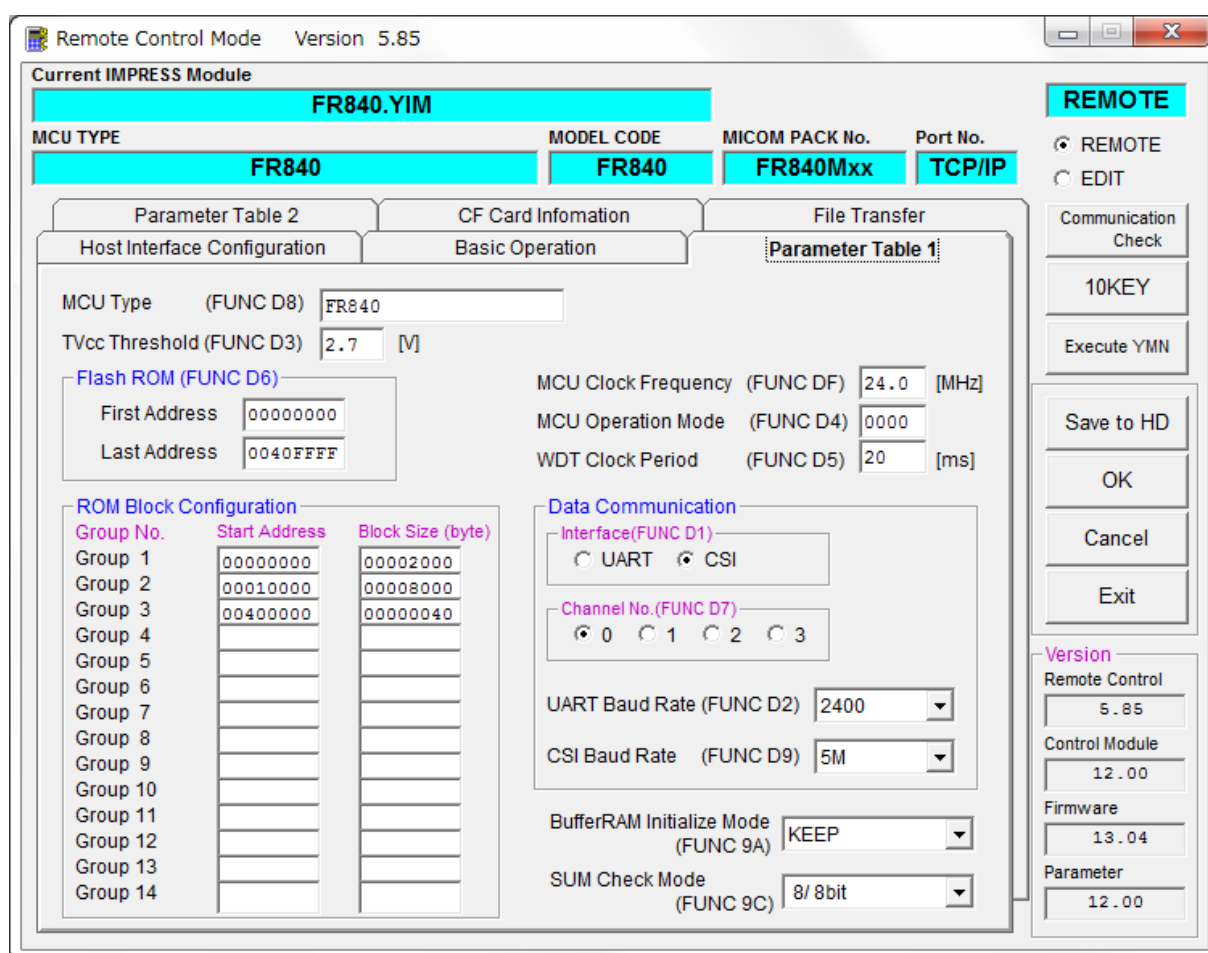 Remote Control Mode Version 5.85
Current IMPRESS Module
FR840.YIM
MCU TYPE MODEL CODE MICOM PACK No. Port No.
FR840 FR840 FR840Mxx TCP/IP
REMOTE
REMOTE
EDIT
Parameter Table 2 CF Card Infomation File Transfer
Host Interface Configuration Basic Operation Parameter Table 1
MCU Type (FUNC D8) FR840
TVcc Threshold (FUNC D3) 2.7 [V]
Flash ROM (FUNC D6)
First Address 00000000
Last Address 0040FFFF
MCU Clock Frequency (FUNC DF) 24.0 [MHz]
MCU Operation Mode (FUNC D4) 0000
WDT Clock Period (FUNC D5) 20 [ms]
ROM Block Configuration
Group No. Start Address Block Size (byte)
Group 1 00000000 00002000
Group 2 00010000 00008000
Group 3 00400000 00000040
Group 4
Group 5
Group 6
Group 7
Group 8
Group 9
Group 10
Group 11
Group 12
Group 13
Group 14
Data Communication
Interface(FUNC D1)
UART CSI
Channel No.(FUNC D7)
0 1 2 3
UART Baud Rate (FUNC D2) 2400
CSI Baud Rate (FUNC D9) 5M
BufferRAM Initialize Mode
(FUNC 9A) KEEP
SUM Check Mode
(FUNC 9C) 8/ 8bit
Communication
Check
10KEY
Execute YMN
Save to HD
OK
Cancel
Exit
Version
Remote Control
5.85
Control Module
12.00
Firmware
13.04
Parameter
12.00